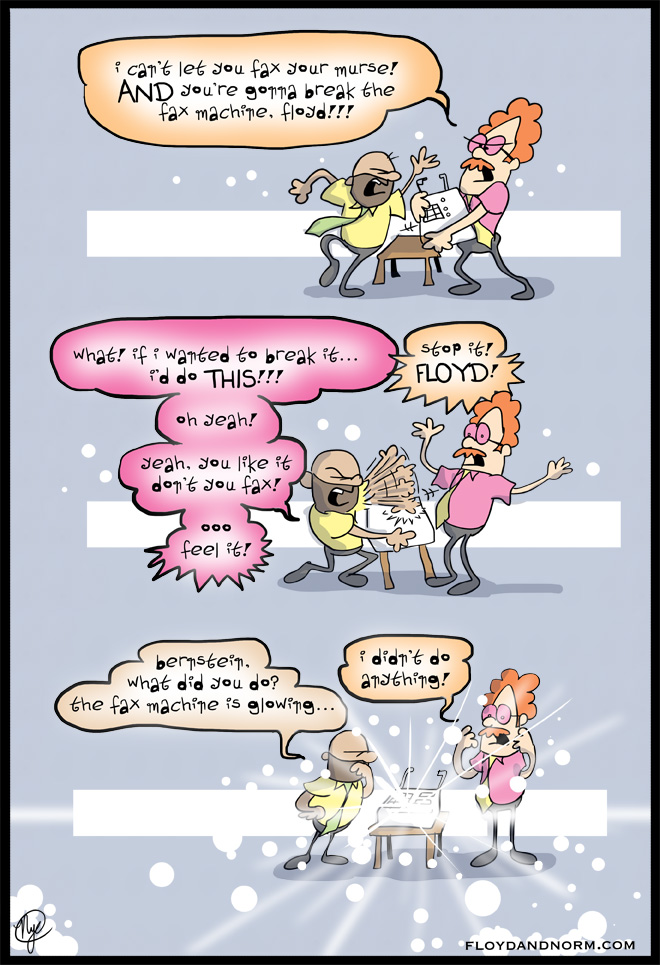 i can't let you fax your murse!
AND you're gonna break the
fax machine, floyd!!!
what! if i wanted to break it...
i'd do THIS!!!
stop it!
FLOYD!
oh yeah!
yeah, you like it
don't you fax!
...
feel it!
bernstein,
what did you do?
the fax machine is glowing...
i didn't do
anything!
FLOYDANDNORM.COM